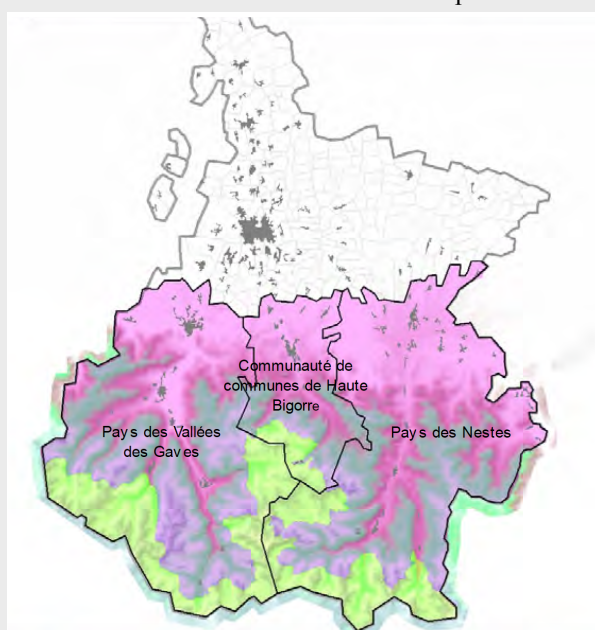 Communauté de
communes de Haute
Bigorre
Pays des Vallées
des Gaves
Pays des Nestes